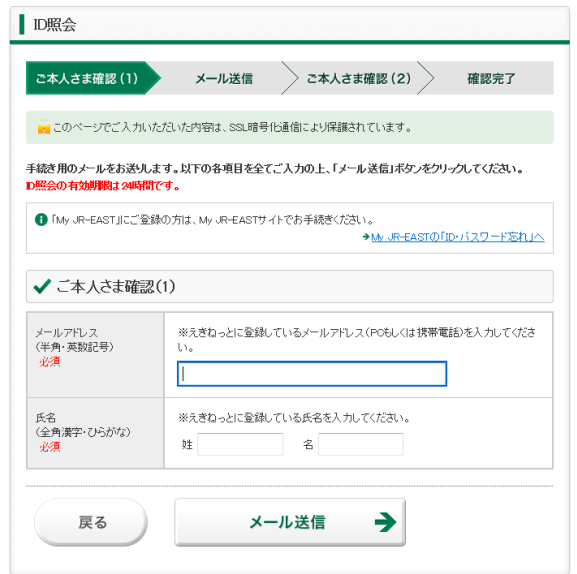 ID照会
ご本人さま確認(1)
メール送信
ご本人さま確認(2)
確認完了
このページでご入力いただいた内容は、SSL暗号化通信により保護されています。
手続き用のメールをお送りします。以下の各項目を全てご入力の上、「メール送信」ボタンをクリックしてください。
ID照会の有効期限は24時間です。
「My JR-EAST」にご登録の方は、My JR-EASTサイトでお手続きください。
My JR-EASTの「ID・パスワード忘れ」へ
ご本人さま確認(1)
メールアドレス
(半角・英数記号)
必須
※えきねっとに登録しているメールアドレス(PCもしくは携帯電話)を入力してくださ
い。
氏名
(全角漢字・ひらがな)
必須
※えきねっとに登録している氏名を入力してください。
姓 名
戻る
メール送信